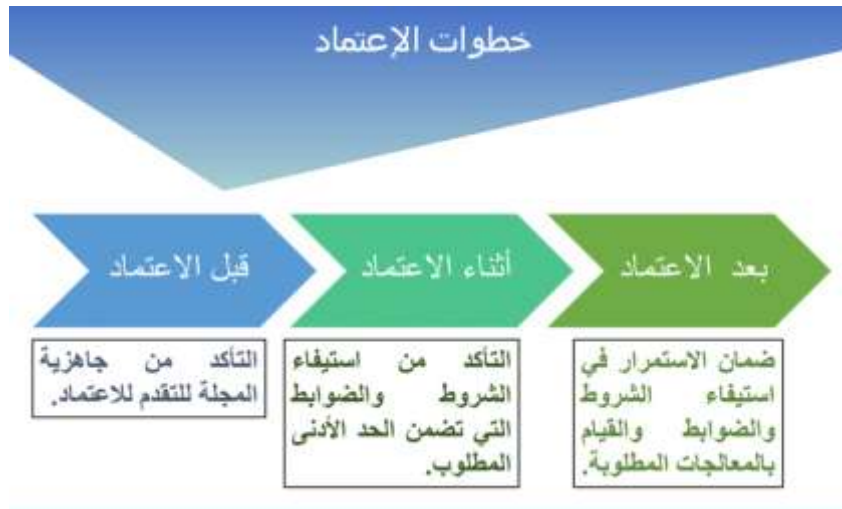 خطوات الإعتماد
قبل الاعتماد
أثناء الاعتماد
بعد الاعتماد
التأكد من جاهزية
المجلة للتقدم للاعتماد.
التأكد من استيفاء
الشروط والضوابط
التي تضمن الحد الأدنى
المطلوب.
ضمان الاستمرار في
استيفاء الشروط
والضوابط والقيام
بالمعالجات المطلوبة.